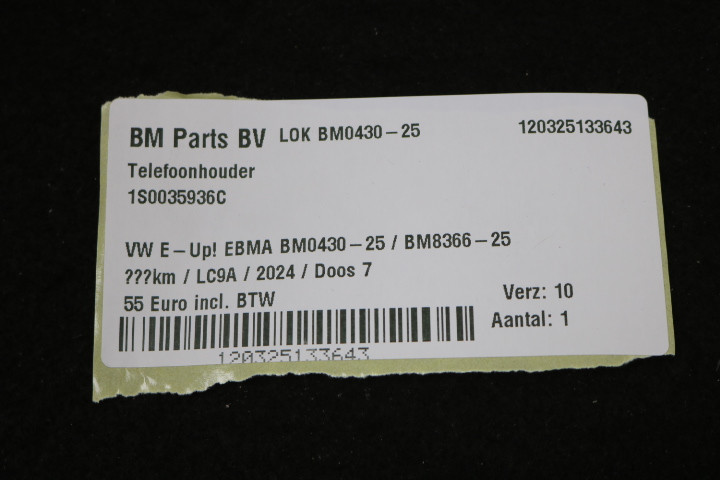 BM Parts BV LOK BM0430-25 120325133643
Telefoonhouder
1S0035936C
VW E-Up! EBMA BM0430-25 / BM8366-25
???km / LC9A / 2024 / Doos 7
55 Euro incl. BTW Verz: 10
Aantal: 1
120325133643